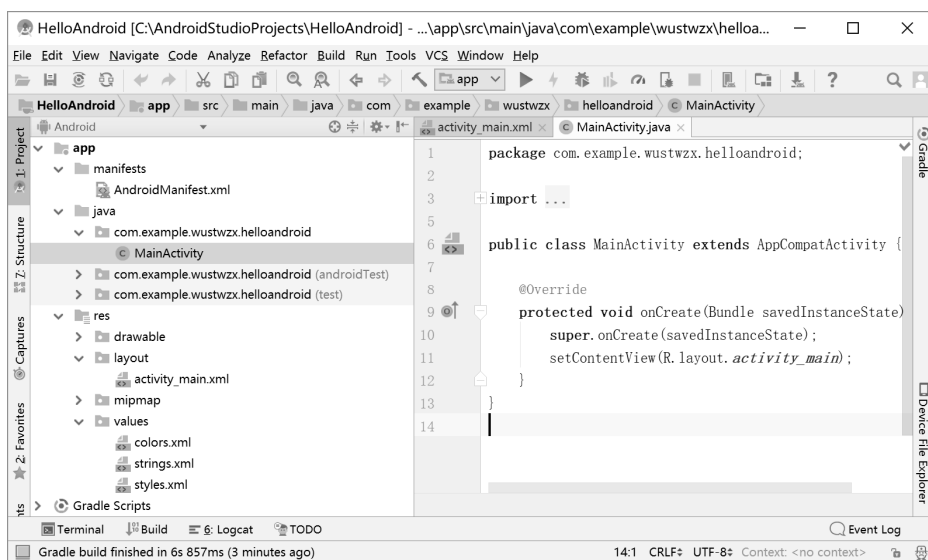 HelloAndroid [C:\AndroidStudioProjects\HelloAndroid] - ...\app\src\main\java\com\example\wustwzx\helloa...
File Edit View Navigate Code Analyze Refactor Build Run Tools VCS Window Help
app
HelloAndroid app src main java com example wustwzx helloandroid MainActivity
Android
activity_main.xml MainActivity.java
1: Project
7: Structure
Captures
2: Favorites
nts
app
manifests
AndroidManifest.xml
java
com.example.wustwzx.helloandroid
MainActivity
com.example.wustwzx.helloandroid (androidTest)
com.example.wustwzx.helloandroid (test)
res
drawable
layout
activity_main.xml
mipmap
values
colors.xml
strings.xml
styles.xml
Gradle Scripts
1 package com.example.wustwzx.helloandroid;
2
3 import ...
5
6 public class MainActivity extends AppCompatActivity {
7
8 @Override
9 protected void onCreate(Bundle savedInstanceState)
10 super.onCreate(savedInstanceState);
11 setContentView(R.layout.activity_main);
12 }
13 }
14
Gradle
Device File Explorer
Terminal Build 6: Logcat TODO Event Log
Gradle build finished in 6s 857ms (3 minutes ago) 14:1 CRLF UTF-8 Context: <no context>